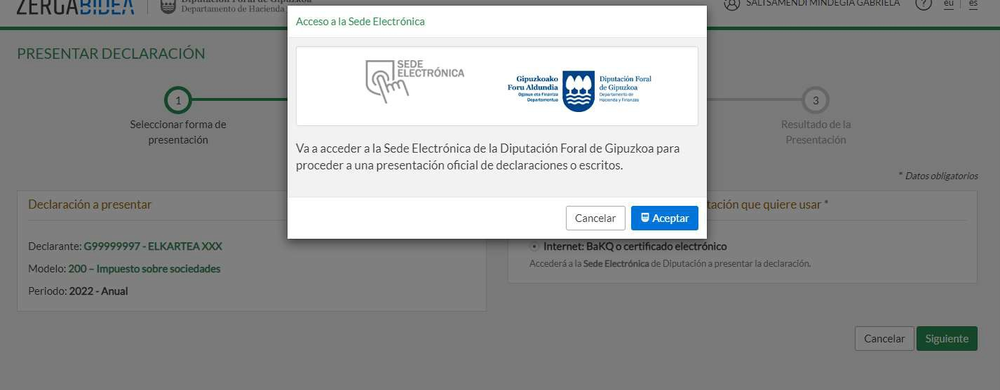 ZERGABIDEA
Diputación Foral de Gipuzkoa
Departamento de Hacienda
SALTSAMENDI MINDEGIA GABRIELA
?
eu
es
Acceso a la Sede Electrónica
SEDE
ELECTRÓNICA
Gipuzkoako
Foru Aldundia
Ogasun eta Finantza
Departamentua
Diputación Foral
de Gipuzkoa
Departamento de
Hacienda y Finanzas
Va a acceder a la Sede Electrónica de la Diputación Foral de Gipuzkoa para
proceder a una presentación oficial de declaraciones o escritos.
Cancelar
Aceptar
PRESENTAR DECLARACIÓN
1
Seleccionar forma de
presentación
3
Resultado de la
Presentación
* Datos obligatorios
Declaración a presentar
Declarante: G99999997 - ELKARTEA XXX
Modelo: 200 – Impuesto sobre sociedades
Periodo: 2022 - Anual
que quiere usar *
Internet: BaKQ o certificado electrónico
Accederá a la Sede Electrónica de Diputación a presentar la declaración.
Cancelar
Siguiente